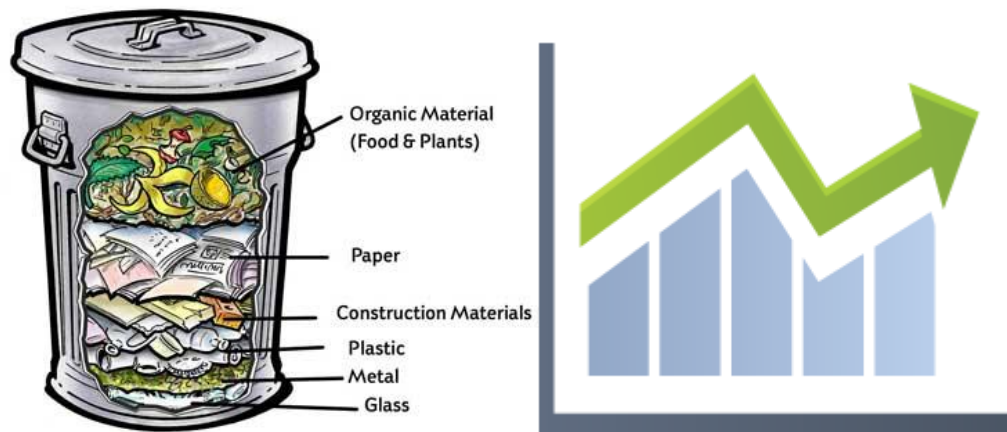 Organic Material
(Food & Plants)
Paper
Construction Materials
Plastic
Metal
Glass